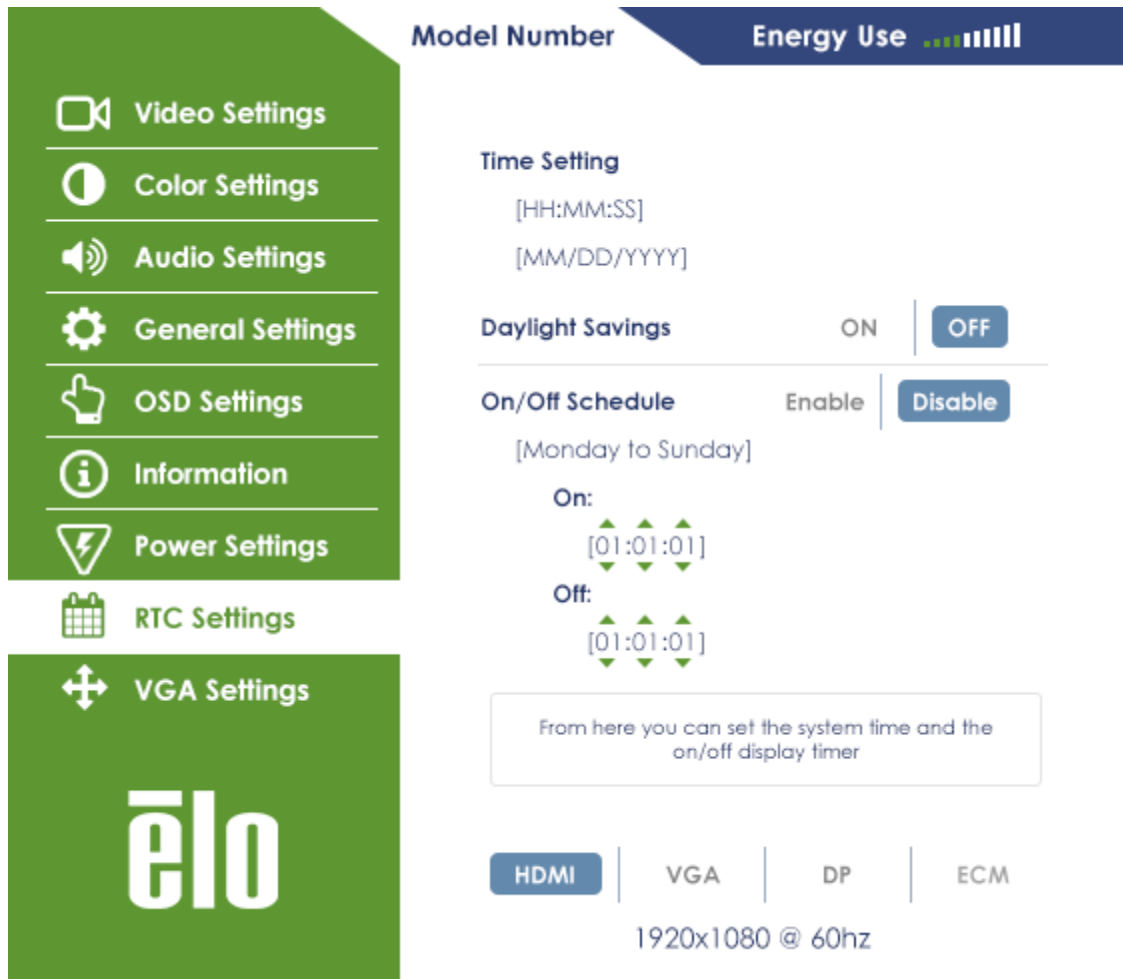 Model Number
Energy Use
Video Settings
Color Settings
Audio Settings
General Settings
OSD Settings
Information
Power Settings
RTC Settings
VGA Settings
ēlo
Time Setting
[HH:MM:SS]
[MM/DD/YYYY]
Daylight Savings ON OFF
On/Off Schedule Enable Disable
[Monday to Sunday]
On:
[01:01:01]
Off:
[01:01:01]
From here you can set the system time and the
on/off display timer
HDMI VGA DP ECM
1920x1080 @ 60hz